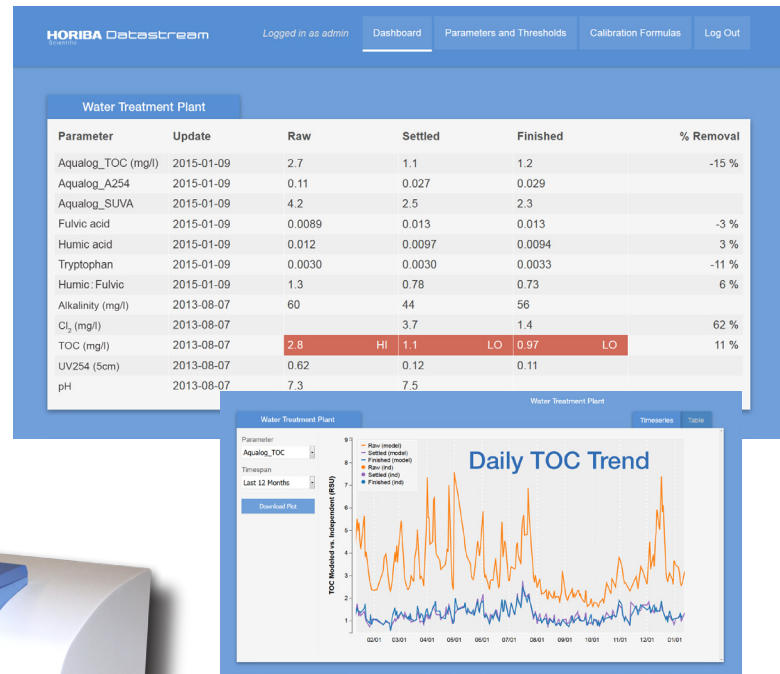 HORIBA Datastream
Scientific
Logged in as admin Dashboard Parameters and Thresholds Calibration Formulas Log Out
Water Treatment Plant
Parameter Update Raw Settled Finished % Removal
Aqualog_TOC (mg/l) 2015-01-09 2.7 1.1 1.2 -15 %
Aqualog_A254 2015-01-09 0.11 0.027 0.029
Aqualog_SUVA 2015-01-09 4.2 2.5 2.3
Fulvic acid 2015-01-09 0.0089 0.013 0.013 -3 %
Humic acid 2015-01-09 0.012 0.0097 0.0094 3 %
Tryptophan 2015-01-09 0.0030 0.0030 0.0033 -11 %
Humic: Fulvic 2015-01-09 1.3 0.78 0.73 6 %
Alkalinity (mg/l) 2013-08-07 60 44 56
Cl₂ (mg/l) 2013-08-07 3.7 1.4 62 %
TOC (mg/l) 2013-08-07 2.8 HI 1.1 LO 0.97 LO 11 %
UV254 (5cm) 2013-08-07 0.62 0.12 0.11
pH 2013-08-07 7.3 7.5
Water Treatment Plant
Water Treatment Plant Timeseries Table
Parameter
Aqualog_TOC
Timespan
Last 12 Months
Download Plot
Daily TOC Trend
Raw (model)
Settled (model)
Finished (model)
Raw (ind)
Settled (ind)
Finished (ind)
TOC Modeled vs. Independent (RSU)
9
8
7
6
5
4
3
2
1
02/01 03/01 04/01 05/01 06/01 07/01 08/01 09/01 10/01 11/01 12/01 01/01